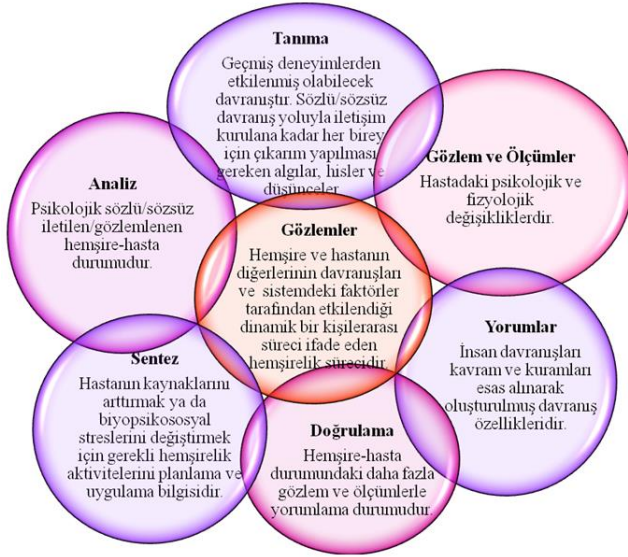 Tanıma
Geçmiş deneyimlerden
etkilenmiş olabilecek
davranıştır. Sözlü/sözsüz
davranış yoluyla iletişim
kurulana kadar her birey
için çıkarım yapılması
gereken algılar, hisler ve
düşünceler.
Gözlem ve Ölçümler
Hastadaki psikolojik ve
fizyolojik
değişikliklerdir.
Analiz
Psikolojik sözlü/sözsüz
iletilen/gözlemlenen
hemşire-hasta
durumudur.
Gözlemler
Hemşire ve hastanın
diğerlerinin davranışları
ve sistemdeki faktörler
tarafından etkilendiği
dinamik bir kişilerarası
süreci ifade eden
hemşirelik sürecidir.
Yorumlar
İnsan davranışları
kavram ve kuramları
esas alınarak
oluşturulmuş davranış
özellikleridir.
Sentez
Hastanın kaynaklarını
arttırmak ya da
biyopsikososyal
streslerini değiştirmek
için gerekli hemşirelik
aktivitelerini planlama ve
uygulama bilgisidir.
Doğrulama
Hemşire-hasta
durumundaki daha fazla
gözlem ve ölçümlerle
yorumlama durumudur.